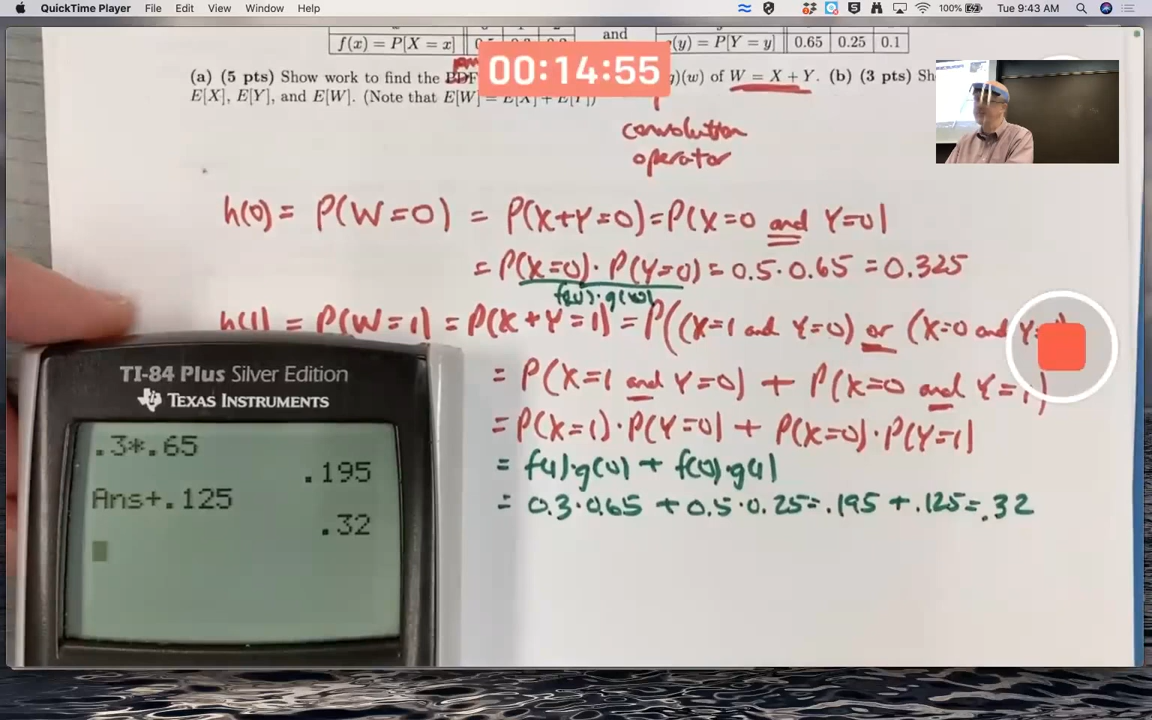 QuickTime Player File Edit View Window Help 100% Tue 9:43 AM
f(x) = P[X = x] and (y) = P[Y = y] 0.65 0.25 0.1
00:14:55
(a) (5 pts) Show work to find the PDF )(w) of W = X + Y. (b) (3 pts)
E[X], E[Y], and E[W]. (Note that E[W] = E[X] + E[Y])
convolution
operator
h(0) = P(W=0) = P(X+Y=0) = P(X=0 and Y=0)
= P(X=0) · P(Y=0) = 0.5 · 0.65 = 0.325
f(0) · g(0)
h(1) = P(W=1) = P(X+Y=1) = P((X=1 and Y=0) or (X=0 and
= P(X=1 and Y=0) + P(X=0 and Y=1)
= P(X=1) · P(Y=0) + P(X=0) · P(Y=1)
= f(1) · g(0) + f(0) · g(1)
= 0.3 · 0.65 + 0.5 · 0.25 = .195 + .125 = .32
TI-84 Plus Silver Edition
TEXAS INSTRUMENTS
.3*.65
.195
Ans+.125
.32